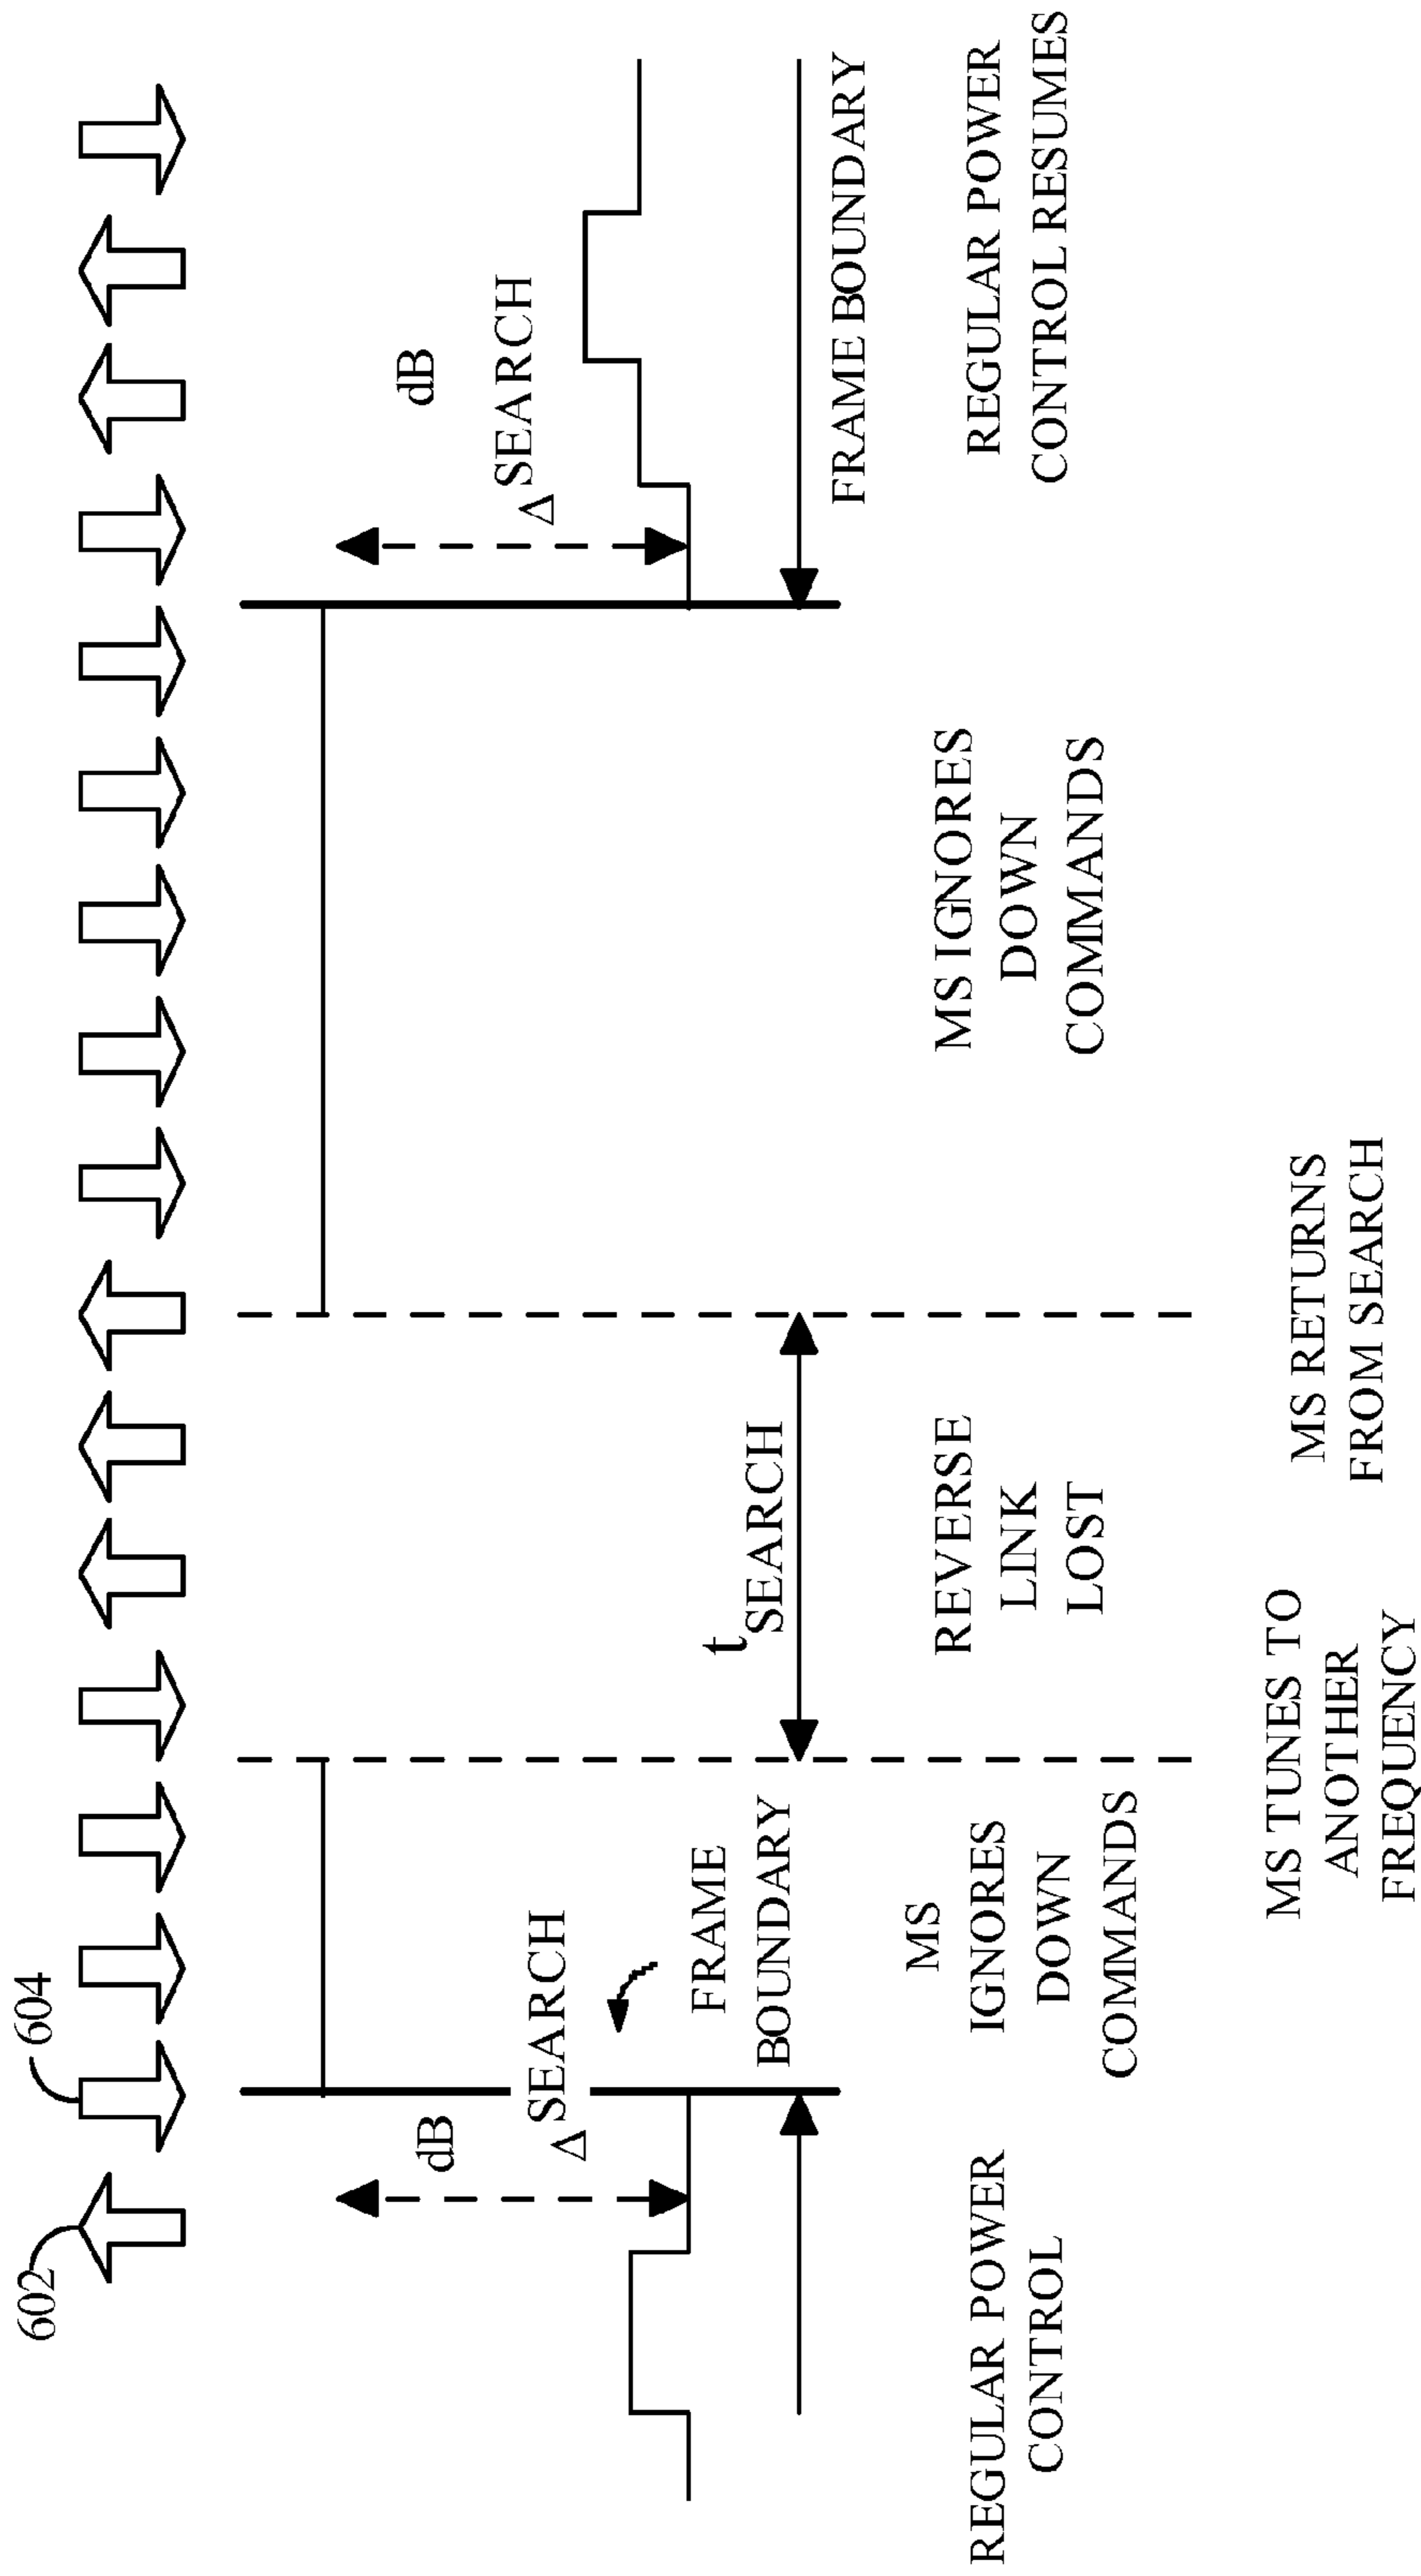 602
604
dB
Δ SEARCH
FRAME
BOUNDARY
REGULAR POWER
CONTROL
MS
IGNORES
DOWN
COMMANDS
MS TUNES TO
ANOTHER
FREQUENCY
t SEARCH
REVERSE
LINK
LOST
MS RETURNS
FROM SEARCH
MS IGNORES
DOWN
COMMANDS
dB
Δ SEARCH
FRAME BOUNDARY
REGULAR POWER
CONTROL RESUMES